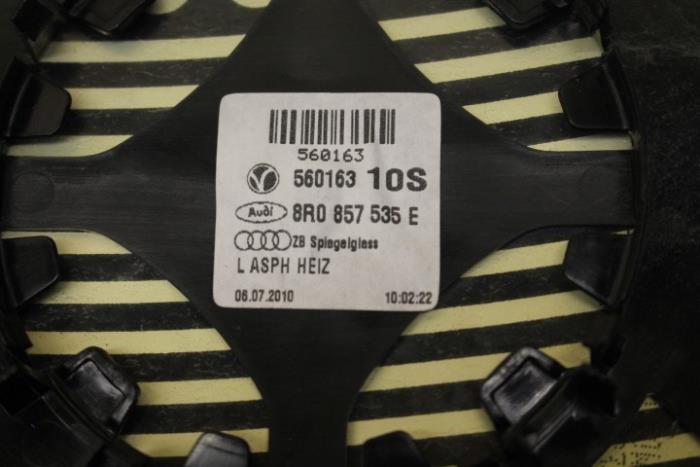 560163
560163 10S
Audi 8R0 857 535 E
ZB Spiegelglass
L ASPH HEIZ
06.07.2010 10:02:22